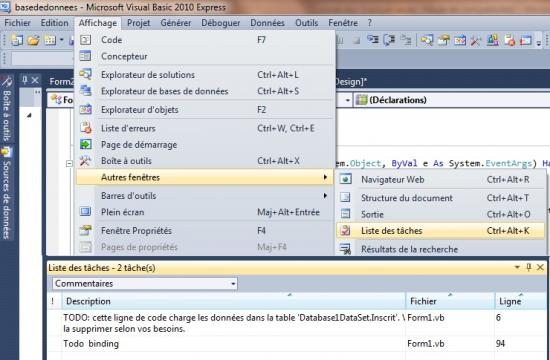 basededonnees - Microsoft Visual Basic 2010 Express
Fichier Edition Affichage Projet Générer Déboguer Données Outils Fenêtre ?
Code F7
Concepteur
Explorateur de solutions Ctrl+Alt+L
Explorateur de bases de données Ctrl+Alt+S
Explorateur d'objets F2
Liste d'erreurs Ctrl+W, Ctrl+E
Page de démarrage
Boîte à outils Ctrl+Alt+X
Autres fenêtres
Barres d'outils
Plein écran Maj+Alt+Entrée
Fenêtre Propriétés F4
Pages de propriétés Maj+F4
Boîte à outils
Sources de données
Design]*
(Déclarations)
em.Object, ByVal e As System.EventArgs) Ha
Navigateur Web Ctrl+Alt+R
Structure du document Ctrl+Alt+T
Sortie Ctrl+Alt+O
Liste des tâches Ctrl+Alt+K
Résultats de la recherche
Liste des tâches - 2 tâche(s)
Commentaires
! Description Fichier Ligne
TODO: cette ligne de code charge les données dans la table 'Database1DataSet.Inscrit'. Form1.vb 6
la supprimer selon vos besoins.
Todo binding Form1.vb 94